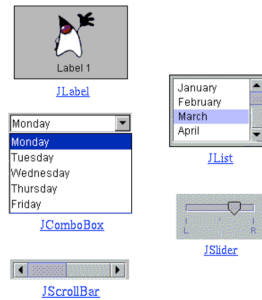 Label 1
JLabel
Monday
Monday
Tuesday
Wednesday
Thursday
Friday
JComboBox
JScrollBar
January
February
March
April
JList
L R
JSlider